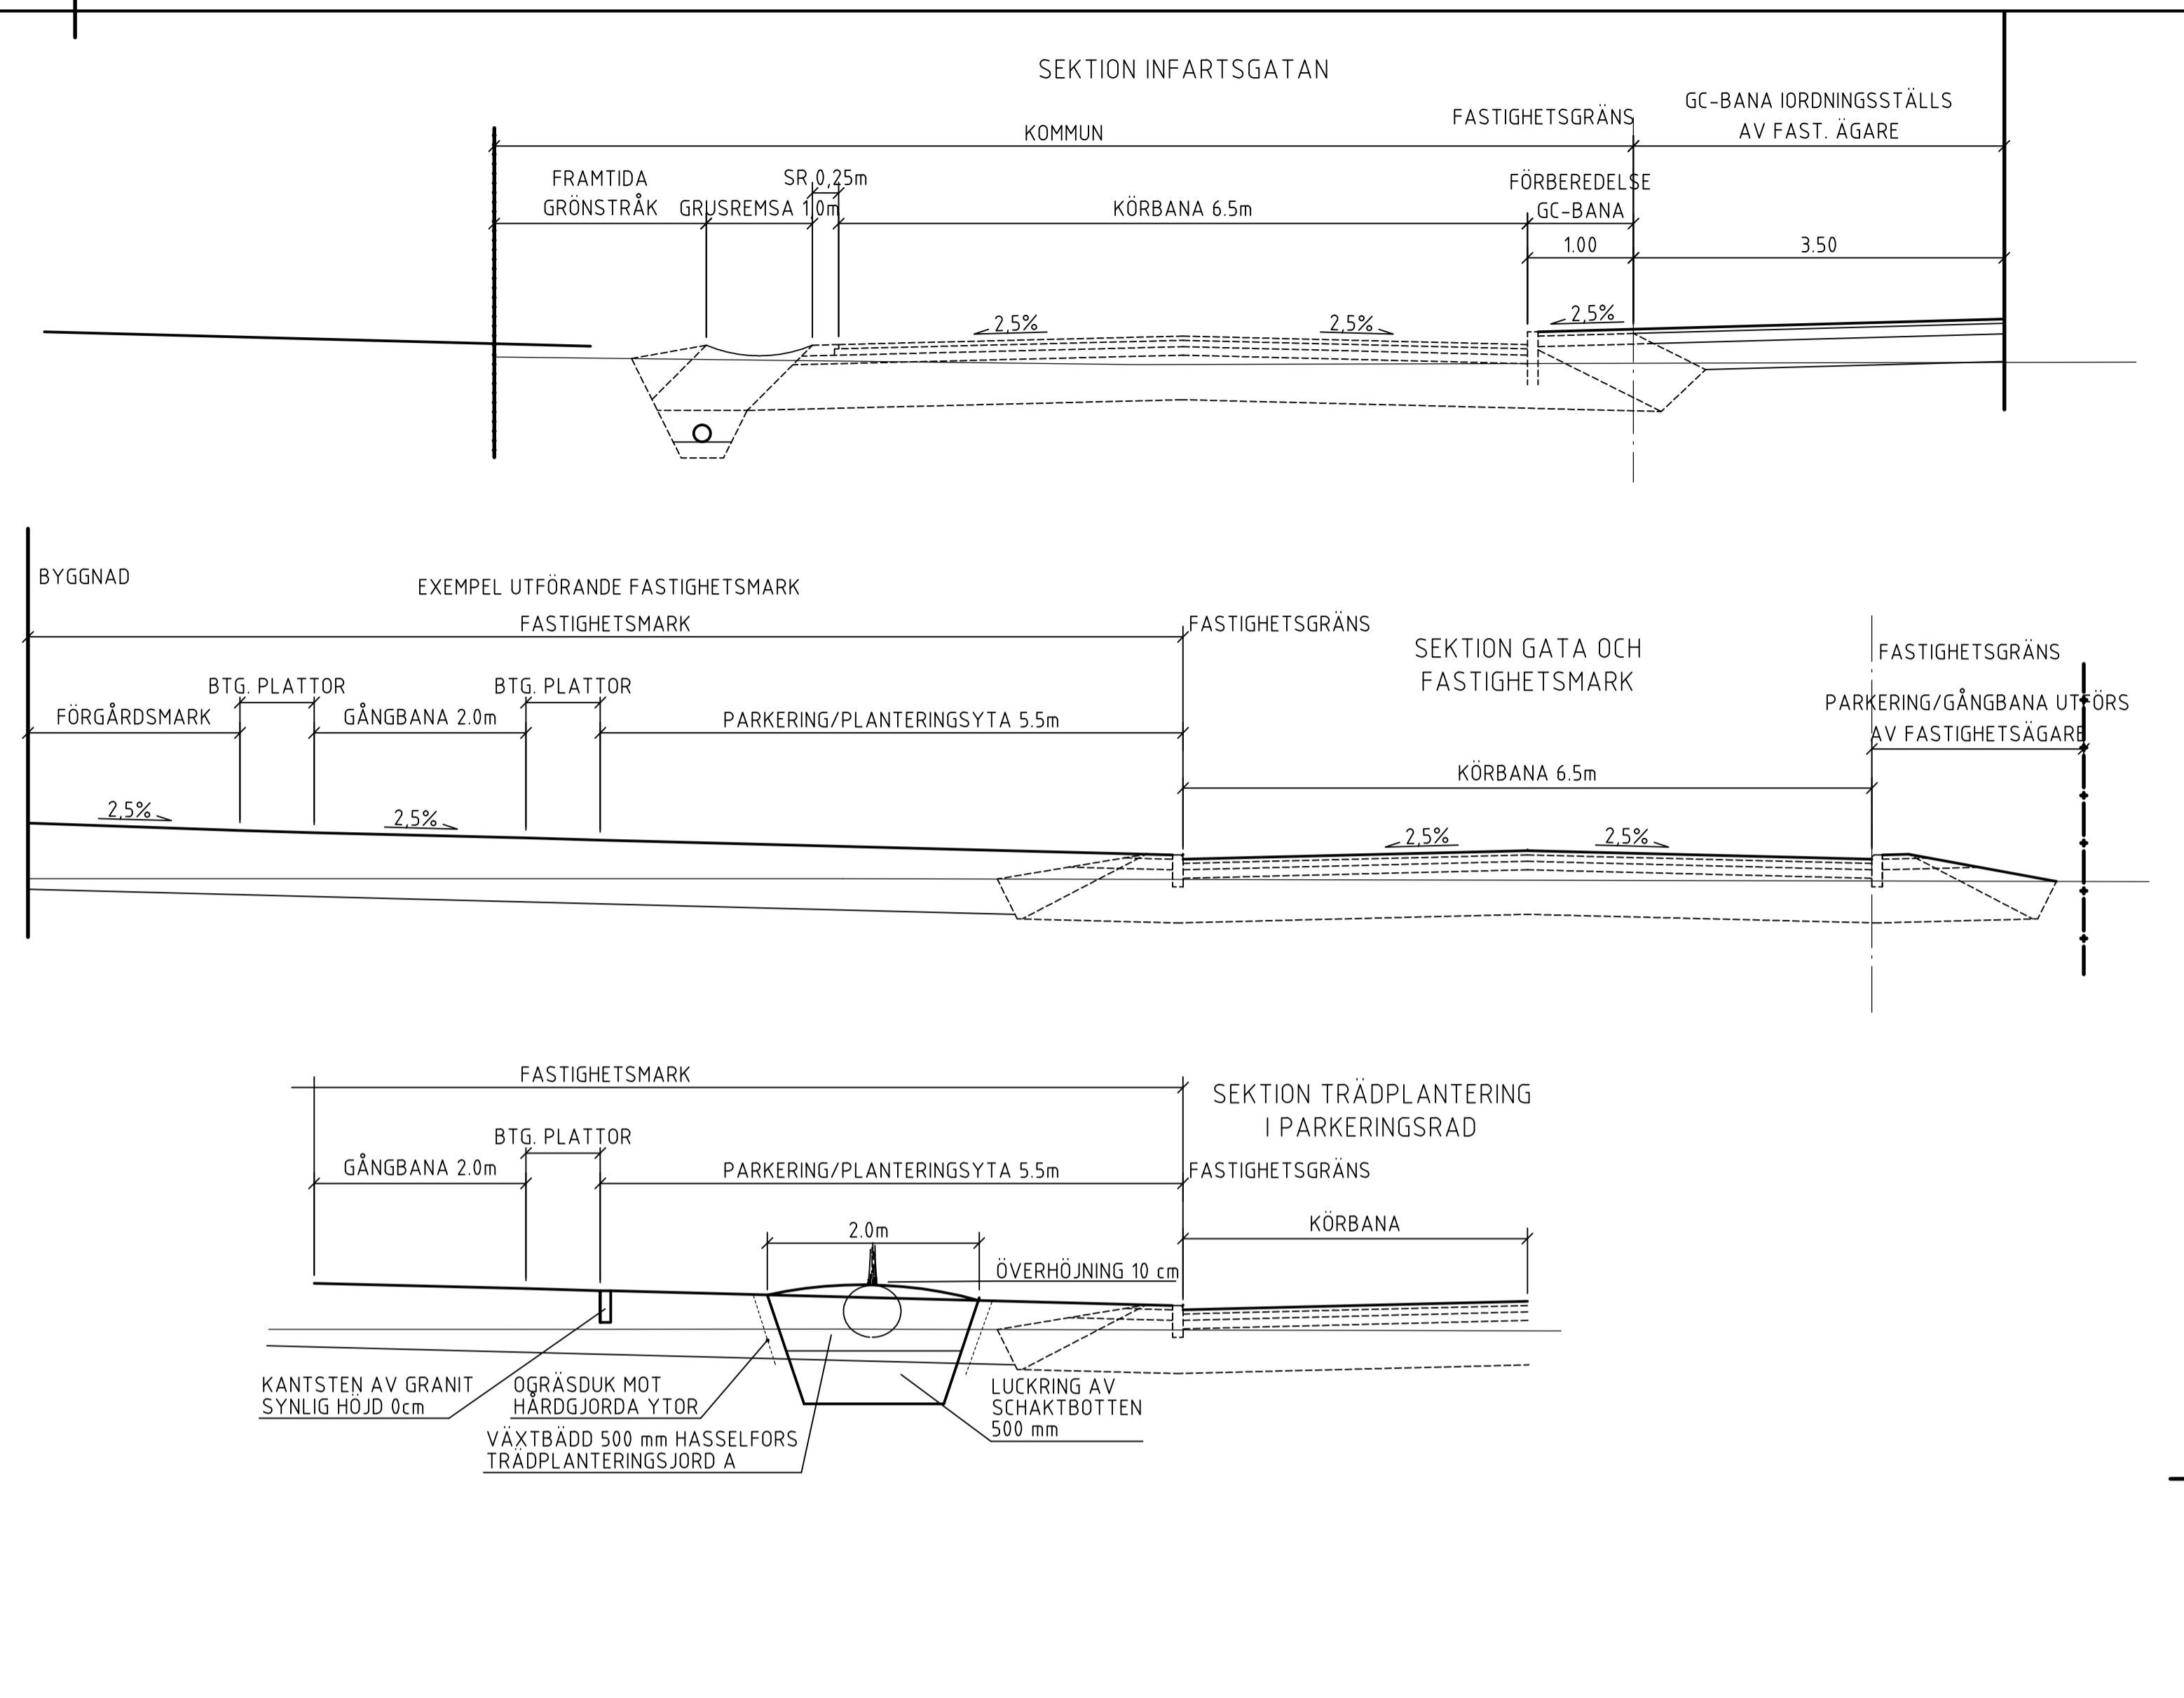 SEKTION INFARTSGATAN
GC-BANA IORDNINGSSTÄLLS
AV FAST. ÄGARE
FASTIGHETSGRÄNS
KOMMUN
FRAMTIDA
GRÖNSTRÅK
GRUSREMSA 1.0m
SR 0,25m
KÖRBANA 6.5m
FÖRBEREDELSE
GC-BANA
1.00
3.50
2,5%
2,5%
2,5%
BYGGNAD
EXEMPEL UTFÖRANDE FASTIGHETSMARK
FASTIGHETSMARK
FASTIGHETSGRÄNS
SEKTION GATA OCH
FASTIGHETSMARK
FASTIGHETSGRÄNS
BTG. PLATTOR
BTG. PLATTOR
FÖRGÅRDSMARK
GÅNGBANA 2.0m
PARKERING/PLANTERINGSYTA 5.5m
PARKERING/GÅNGBANA UTFÖRS
AV FASTIGHETSÄGARE
KÖRBANA 6.5m
2,5%
2,5%
2,5%
2,5%
FASTIGHETSMARK
SEKTION TRÄDPLANTERING
I PARKERINGSRAD
BTG. PLATTOR
GÅNGBANA 2.0m
PARKERING/PLANTERINGSYTA 5.5m
FASTIGHETSGRÄNS
2.0m
KÖRBANA
ÖVERHÖJNING 10 cm
KANTSTEN AV GRANIT
SYNLIG HÖJD 0cm
OGRÄSDUK MOT
HÅRDGJORDA YTOR
VÄXTBÄDD 500 mm HASSELFORS
TRÄDPLANTERINGSJORD A
LUCKRING AV
SCHAKTBOTTEN
500 mm